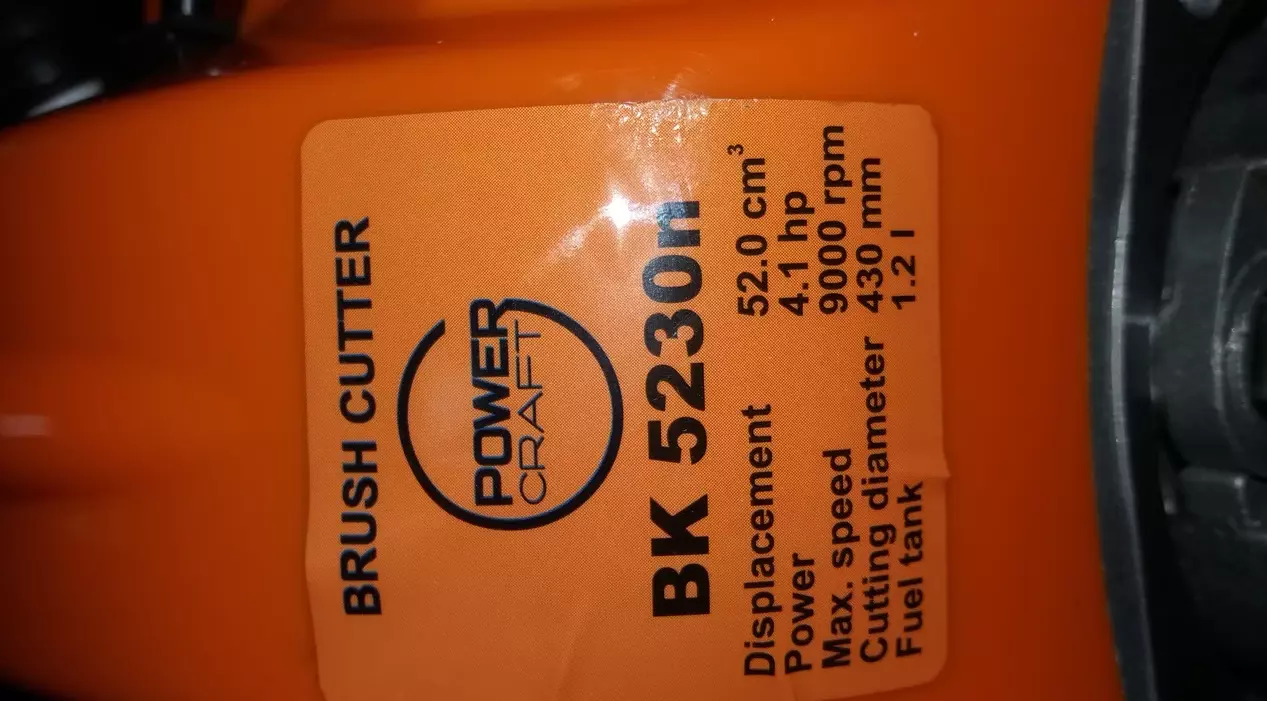 BRUSH CUTTER
POWER
CRAFT
BK 5230n
Displacement 52.0 cm³
Power 4.1 hp
Max. speed 9000 rpm
Cutting diameter 430 mm
Fuel tank 1.2 l